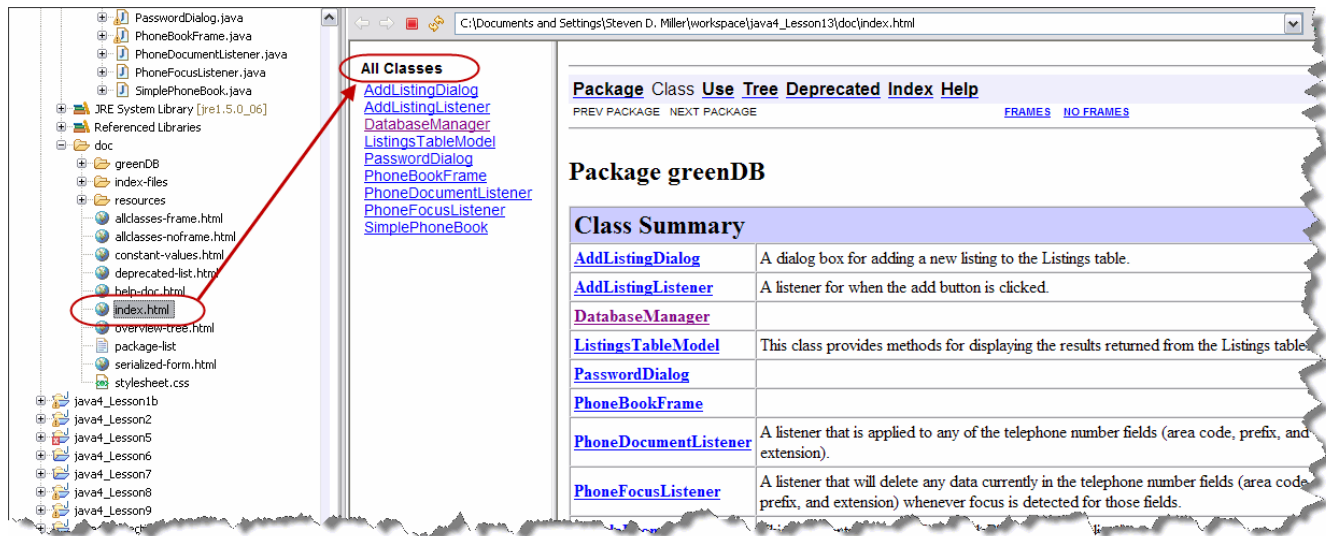 PasswordDialog.java
PhoneBookFrame.java
PhoneDocumentListener.java
PhoneFocusListener.java
SimplePhoneBook.java
JRE System Library [jre1.5.0_06]
Referenced Libraries
doc
greenDB
index-files
resources
allclasses-frame.html
allclasses-noframe.html
constant-values.html
deprecated-list.html
help-doc.html
index.html
overview-tree.html
package-list
serialized-form.html
stylesheet.css
java4_Lesson1b
java4_Lesson2
java4_Lesson5
java4_Lesson6
java4_Lesson7
java4_Lesson8
java4_Lesson9
C:\Documents and Settings\Steven D. Miller\workspace\java4_Lesson13\doc\index.html
All Classes
AddListingDialog
AddListingListener
DatabaseManager
ListingsTableModel
PasswordDialog
PhoneBookFrame
PhoneDocumentListener
PhoneFocusListener
SimplePhoneBook
Package Class Use Tree Deprecated Index Help
PREV PACKAGE NEXT PACKAGE FRAMES NO FRAMES
Package greenDB
Class Summary
AddListingDialog A dialog box for adding a new listing to the Listings table.
AddListingListener A listener for when the add button is clicked.
DatabaseManager
ListingsTableModel This class provides methods for displaying the results returned from the Listings table
PasswordDialog
PhoneBookFrame
PhoneDocumentListener A listener that is applied to any of the telephone number fields (area code, prefix, and
extension).
PhoneFocusListener A listener that will delete any data currently in the telephone number fields (area code
prefix, and extension) whenever focus is detected for those fields.